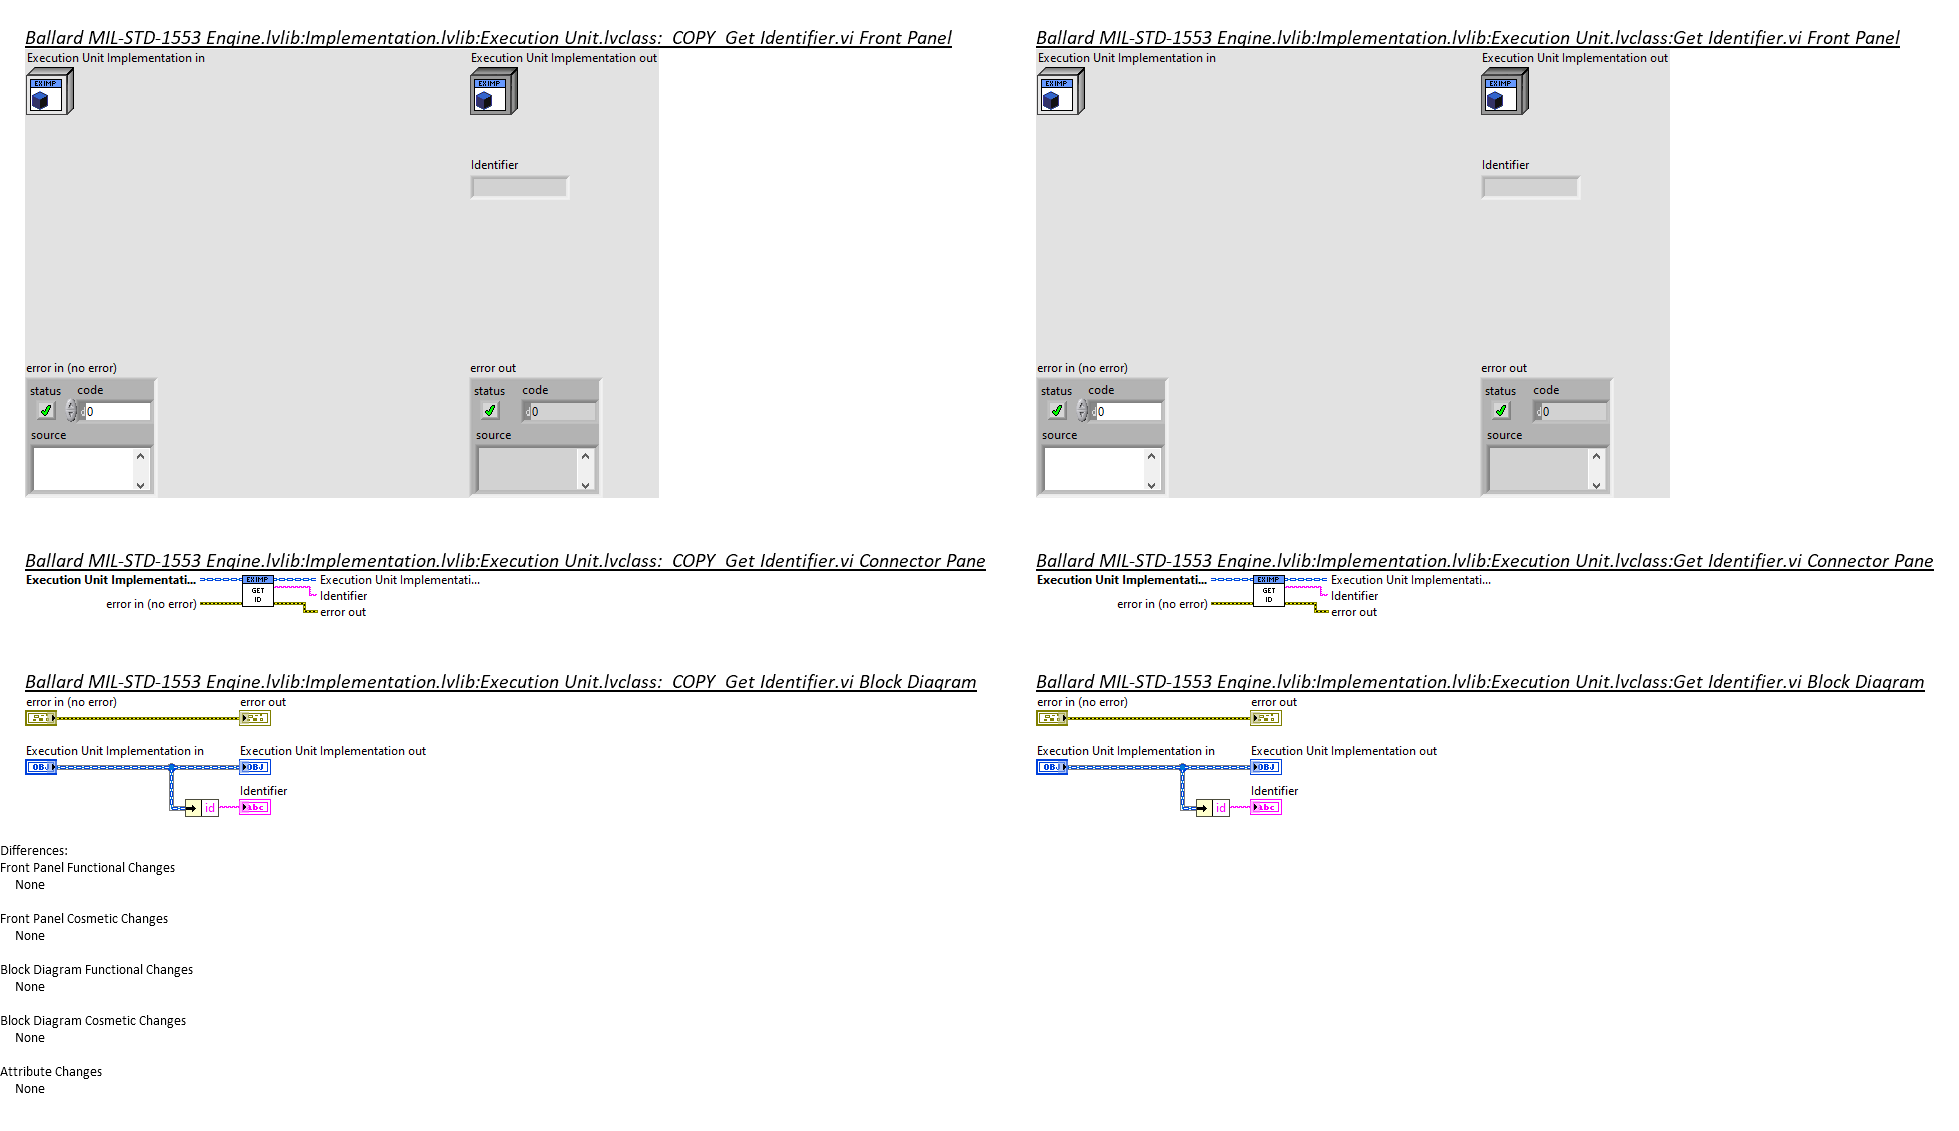 Ballard MIL-STD-1553 Engine.lvlib:Implementation.lvlib:Execution Unit.lvclass:_COPY_Get Identifier.vi Front Panel
Execution Unit Implementation in
Execution Unit Implementation out
EXIMP
EXIMP
Identifier
error in (no error)
error out
status code
d0
source
status code
d0
source
Ballard MIL-STD-1553 Engine.lvlib:Implementation.lvlib:Execution Unit.lvclass:Get Identifier.vi Front Panel
Execution Unit Implementation in
Execution Unit Implementation out
EXIMP
EXIMP
Identifier
error in (no error)
error out
status code
d0
source
status code
d0
source
Ballard MIL-STD-1553 Engine.lvlib:Implementation.lvlib:Execution Unit.lvclass:_COPY_Get Identifier.vi Connector Pane
Execution Unit Implementati...
EXIMP
GET
ID
Execution Unit Implementati...
Identifier
error in (no error)
error out
Ballard MIL-STD-1553 Engine.lvlib:Implementation.lvlib:Execution Unit.lvclass:Get Identifier.vi Connector Pane
Execution Unit Implementati...
EXIMP
GET
ID
Execution Unit Implementati...
Identifier
error in (no error)
error out
Ballard MIL-STD-1553 Engine.lvlib:Implementation.lvlib:Execution Unit.lvclass:_COPY_Get Identifier.vi Block Diagram
error in (no error)
error out
Execution Unit Implementation in
Execution Unit Implementation out
OBJ
OBJ
Identifier
id
abc
Ballard MIL-STD-1553 Engine.lvlib:Implementation.lvlib:Execution Unit.lvclass:Get Identifier.vi Block Diagram
error in (no error)
error out
Execution Unit Implementation in
Execution Unit Implementation out
OBJ
OBJ
Identifier
id
abc
Differences:
Front Panel Functional Changes
None
Front Panel Cosmetic Changes
None
Block Diagram Functional Changes
None
Block Diagram Cosmetic Changes
None
Attribute Changes
None